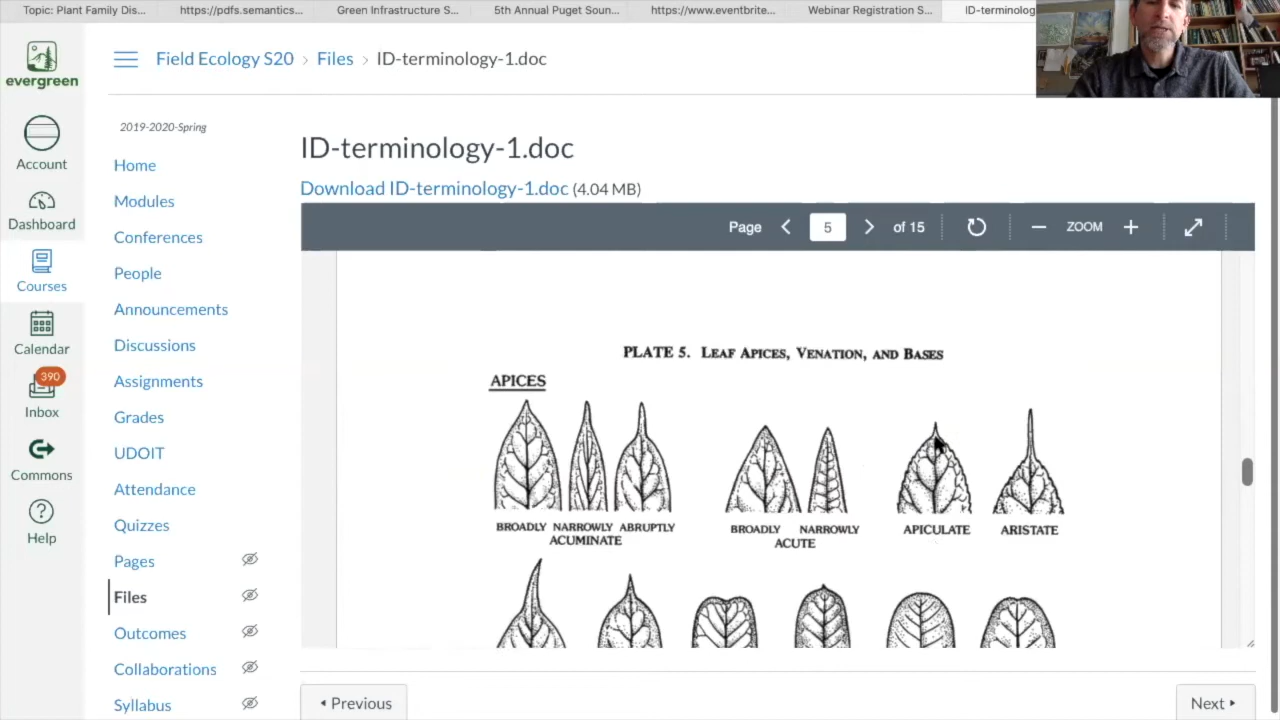 Topic: Plant Family Dis...
https://pdfs.semantics...
Green Infrastructure S...
5th Annual Puget Soun...
https://www.eventbrite...
Webinar Registration S...
ID-terminolog
evergreen
Field Ecology S20 › Files › ID-terminology-1.doc
Account
Dashboard
Courses
Calendar
390
Inbox
Commons
Help
2019-2020-Spring
Home
Modules
Conferences
People
Announcements
Discussions
Assignments
Grades
UDOIT
Attendance
Quizzes
Pages
Files
Outcomes
Collaborations
Syllabus
ID-terminology-1.doc
Download ID-terminology-1.doc (4.04 MB)
Page 5 of 15 ZOOM
PLATE 5. LEAF APICES, VENATION, AND BASES
APICES
BROADLY NARROWLY ABRUPTLY
ACUMINATE
BROADLY NARROWLY
ACUTE
APICULATE
ARISTATE
Previous
Next